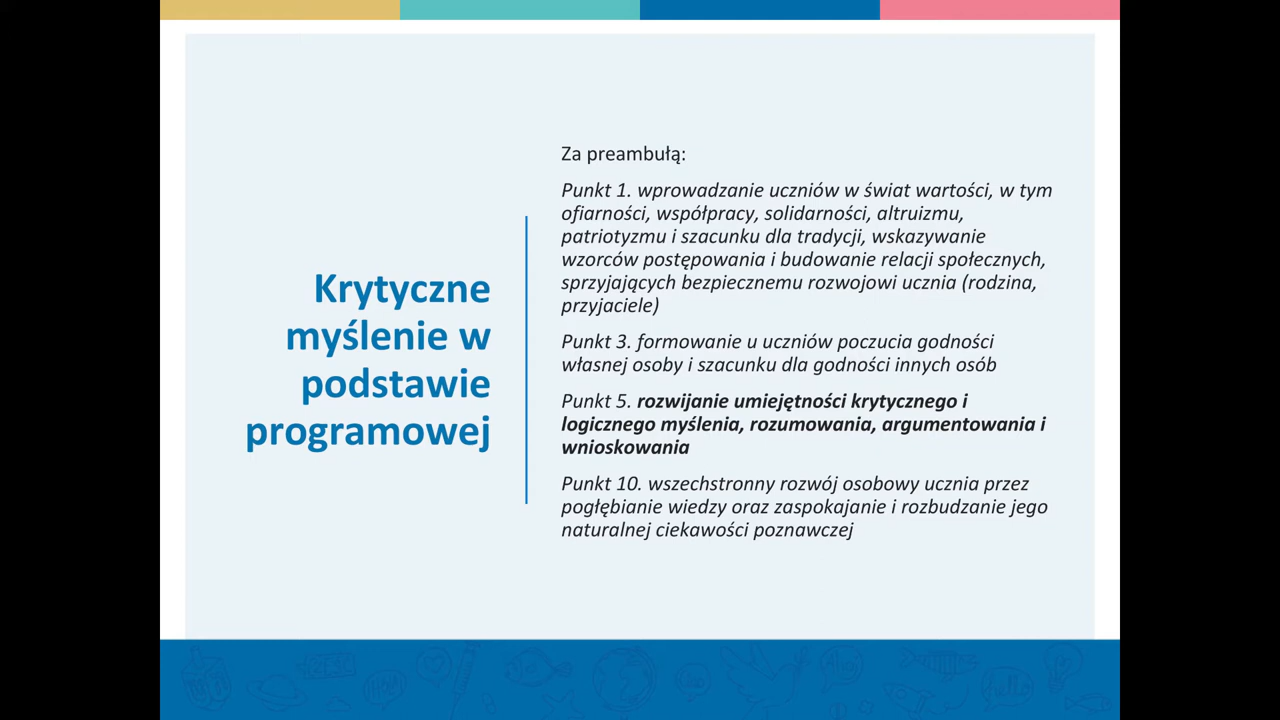 Krytyczne
myślenie w
podstawie
programowej
Za preambułą:
Punkt 1. wprowadzanie uczniów w świat wartości, w tym
ofiarności, współpracy, solidarności, altruizmu,
patriotyzmu i szacunku dla tradycji, wskazywanie
wzorców postępowania i budowanie relacji społecznych,
sprzyjających bezpiecznemu rozwojowi ucznia (rodzina,
przyjaciele)
Punkt 3. formowanie u uczniów poczucia godności
własnej osoby i szacunku dla godności innych osób
Punkt 5. rozwijanie umiejętności krytycznego i
logicznego myślenia, rozumowania, argumentowania i
wnioskowania
Punkt 10. wszechstronny rozwój osobowy ucznia przez
pogłębianie wiedzy oraz zaspokajanie i rozbudzanie jego
naturalnej ciekawości poznawczej